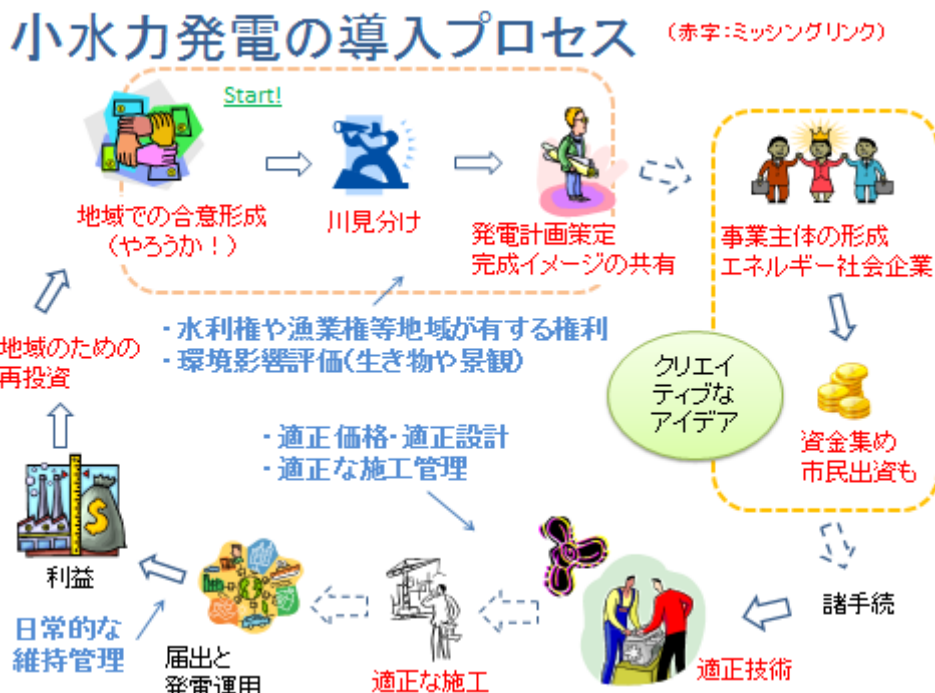 小水力発電の導入プロセス
(赤字:ミッシングリンク)
Start!
地域での合意形成
(やろうか！)
川見分け
発電計画策定
完成イメージの共有
事業主体の形成
エネルギー社会企業
・水利権や漁業権等地域が有する権利
・環境影響評価(生き物や景観)
地域のための
再投資
クリエイ
ティブな
アイデア
資金集め
市民出資も
・適正価格・適正設計
・適正な施工管理
利益
諸手続
日常的な
維持管理
届出と
発電運用
適正な施工
適正技術